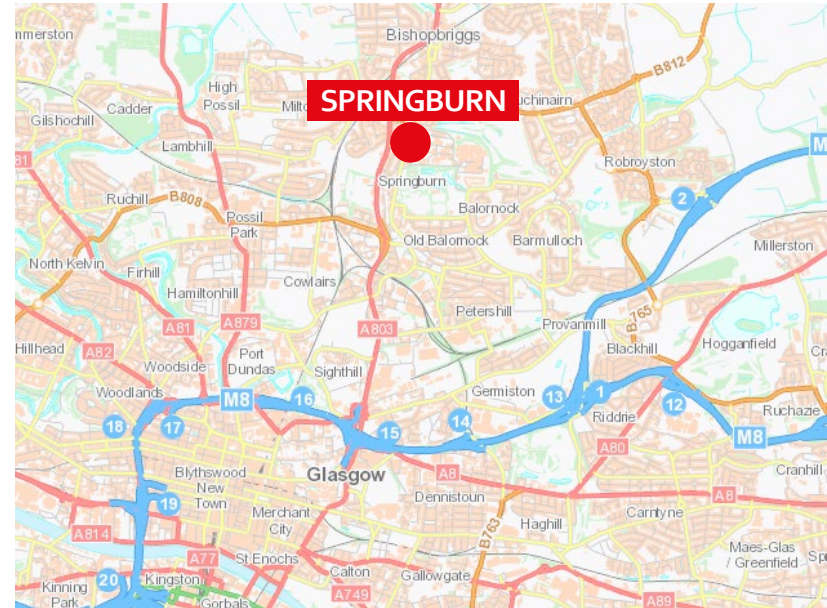 Bishopbriggs
mmerston
B812
High
Possil
SPRINGBURN
Cadder
Gilshochill
Lambhill
M
81
Robroyston
Springburn
2
Ruchill
B808
Balornock
Possil
Park
Old Balornock
Barmulloch
Millerston
North Kelvin
Firhill
Cowlairs
Hamiltonhill
Petershill
B765
Provanmill
A81
A879
A803
Hillhead
A82
Woodside
Port
Dundas
Blackhill
Hogganfield
Sighthill
Woodlands
M8
16
Germiston
13
1
12
Riddrie
Ruchazie
18
17
15
14
M8
A80
Glasgow
A8
Cranhill
Blythswood
New
Town
19
Dennistoun
A8
Merchant
City
B763
Haghill
Carntyne
A814
A77
St Enochs
Maes-Glas
/ Greenfield
20
Kingston
Calton
Gallowgate
Kinning
Park
Gorbals
A749
A89